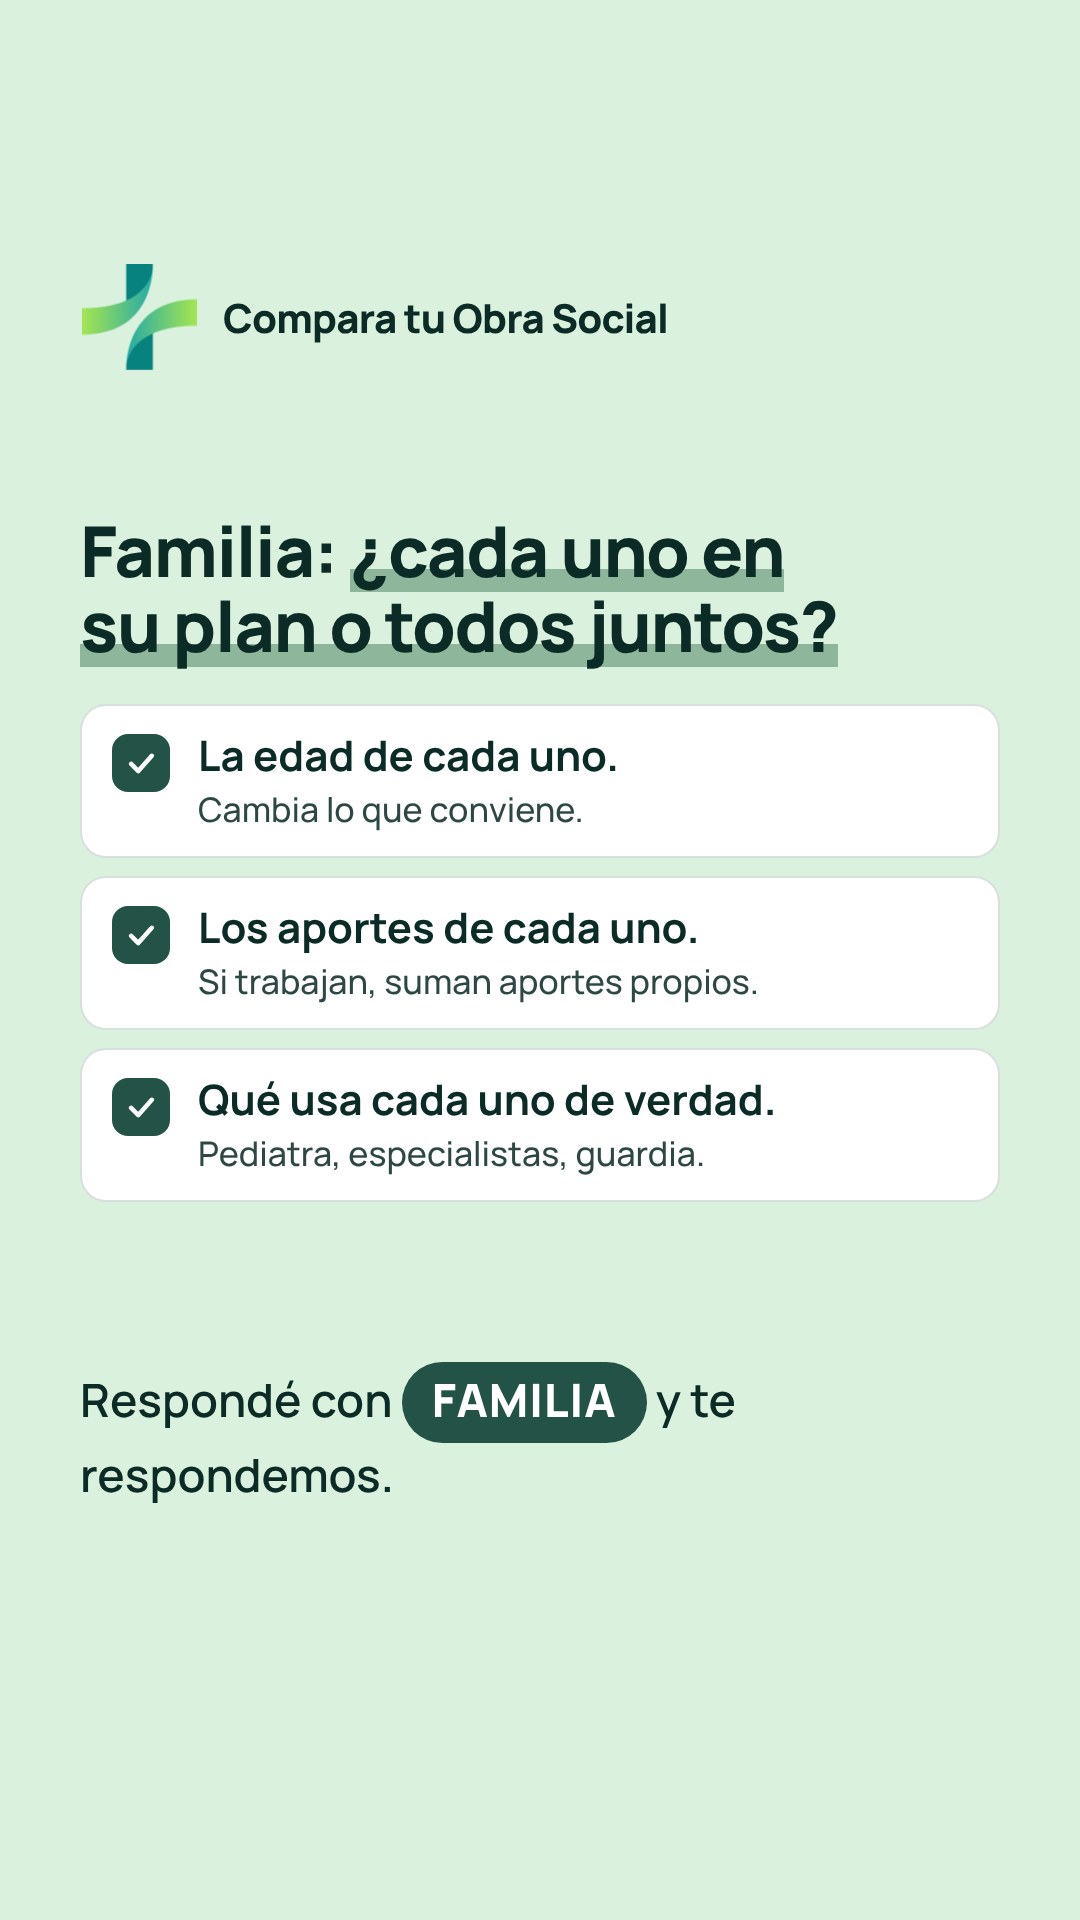 Compara tu Obra Social
Familia: ¿cada uno en
su plan o todos juntos?
La edad de cada uno.
Cambia lo que conviene.
Los aportes de cada uno.
Si trabajan, suman aportes propios.
Qué usa cada uno de verdad.
Pediatra, especialistas, guardia.
Respondé con FAMILIA y te
respondemos.